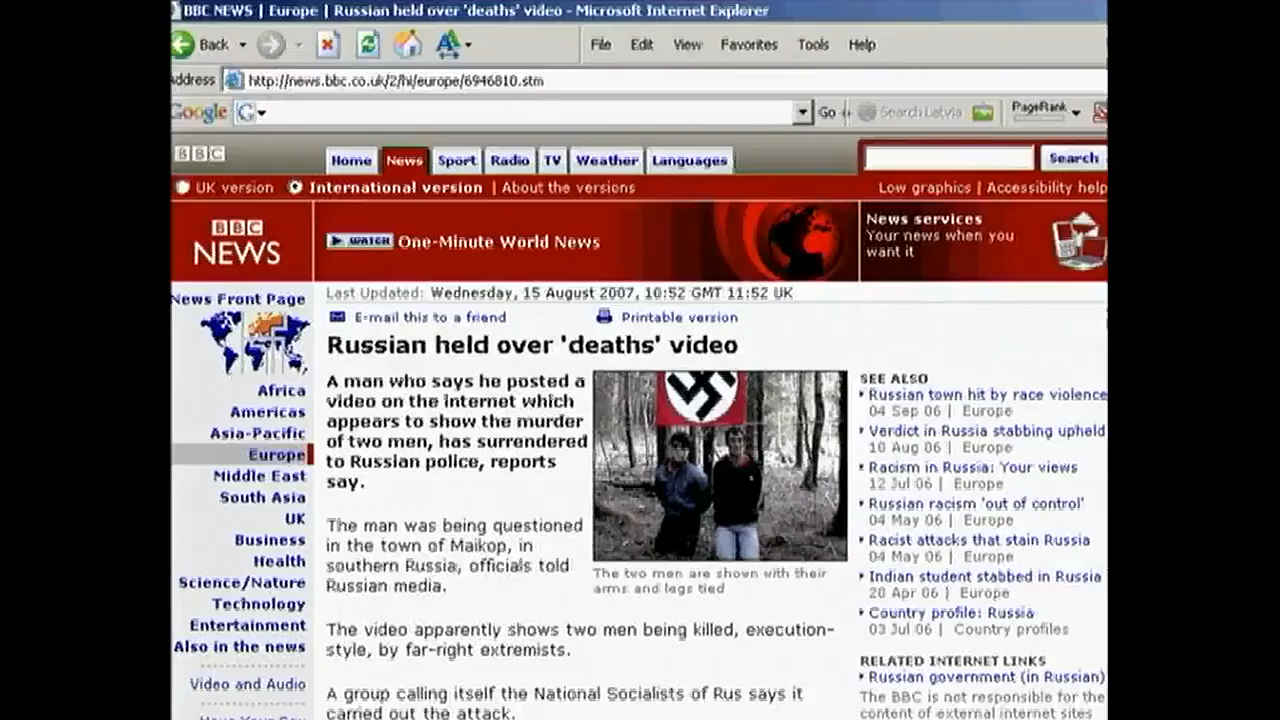 BBC NEWS | Europe | Russian held over 'deaths' video - Microsoft Internet Explorer
Back
File Edit View Favorites Tools Help
Address http://news.bbc.co.uk/2/hi/europe/6946810.stm
Google G Go Search Latvia PageRank
BBC Home News Sport Radio TV Weather Languages Search
UK version International version | About the versions Low graphics | Accessibility help
BBC
NEWS
WATCH One-Minute World News
News services
Your news when you
want it
Last Updated: Wednesday, 15 August 2007, 10:52 GMT 11:52 UK
E-mail this to a friend Printable version
News Front Page
Africa
Americas
Asia-Pacific
Europe
Middle East
South Asia
UK
Business
Health
Science/Nature
Technology
Entertainment
Also in the news
Video and Audio
Have Your Say
Russian held over 'deaths' video
A man who says he posted a
video on the internet which
appears to show the murder
of two men, has surrendered
to Russian police, reports
say.
The man was being questioned
in the town of Maikop, in
southern Russia, officials told
Russian media.
The two men are shown with their
arms and legs tied
The video apparently shows two men being killed, execution-
style, by far-right extremists.
A group calling itself the National Socialists of Rus says it
carried out the attack.
SEE ALSO
Russian town hit by race violence
04 Sep 06 | Europe
Verdict in Russia stabbing upheld
10 Aug 06 | Europe
Racism in Russia: Your views
12 Jul 06 | Europe
Russian racism 'out of control'
04 May 06 | Europe
Racist attacks that stain Russia
04 May 06 | Europe
Indian student stabbed in Russia
20 Apr 06 | Europe
Country profile: Russia
03 Jul 06 | Country profiles
RELATED INTERNET LINKS
Russian government (in Russian)
The BBC is not responsible for the
content of external internet sites